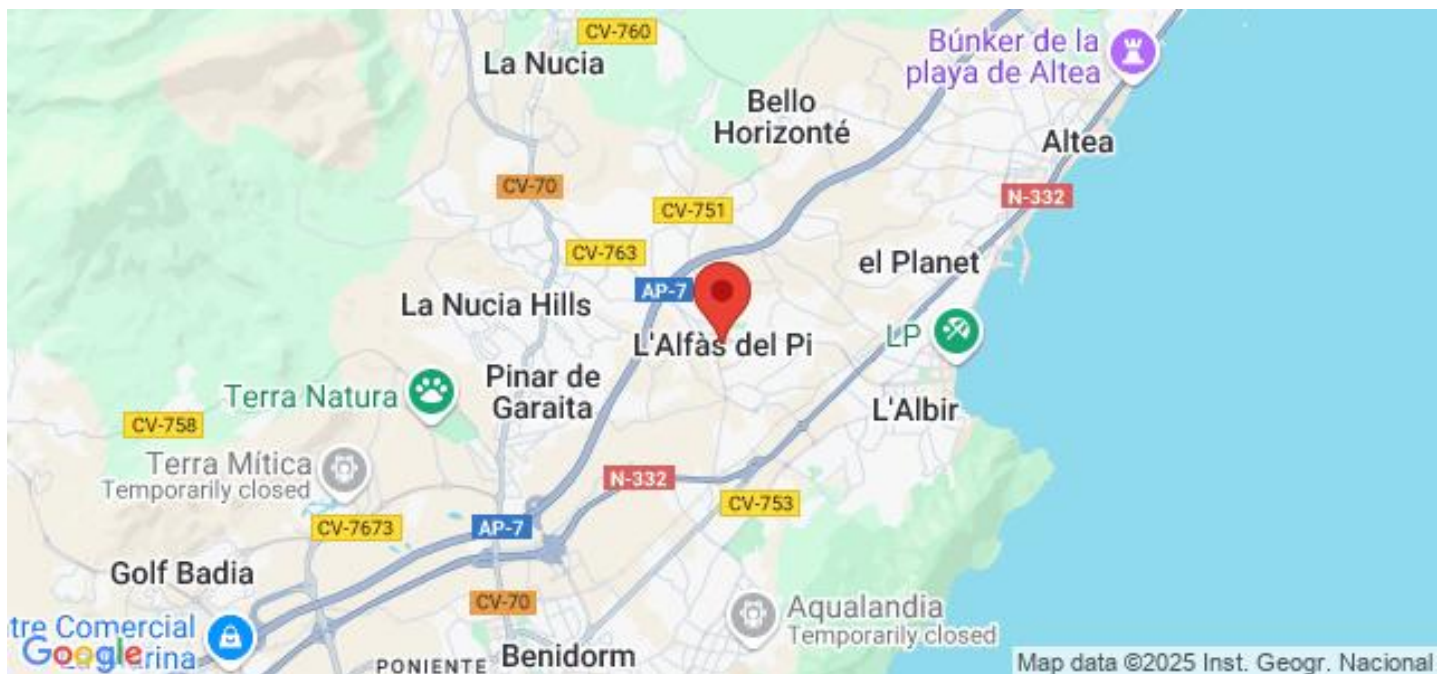 CV-760
La Nucia
Búnker de la
playa de Altea
Bello
Horizonté
Altea
CV-70
N-332
CV-751
CV-763
el Planet
AP-7
La Nucia Hills
L'Alfàs del Pi
LP
Pinar de
Garaita
Terra Natura
L'Albir
CV-758
Terra Mítica
Temporarily closed
N-332
CV-753
CV-7673
AP-7
Golf Badia
CV-70
Aqualandia
Temporarily closed
tre Comercial
Google
arina
PONIENTE
Benidorm
Map data ©2025 Inst. Geogr. Nacional